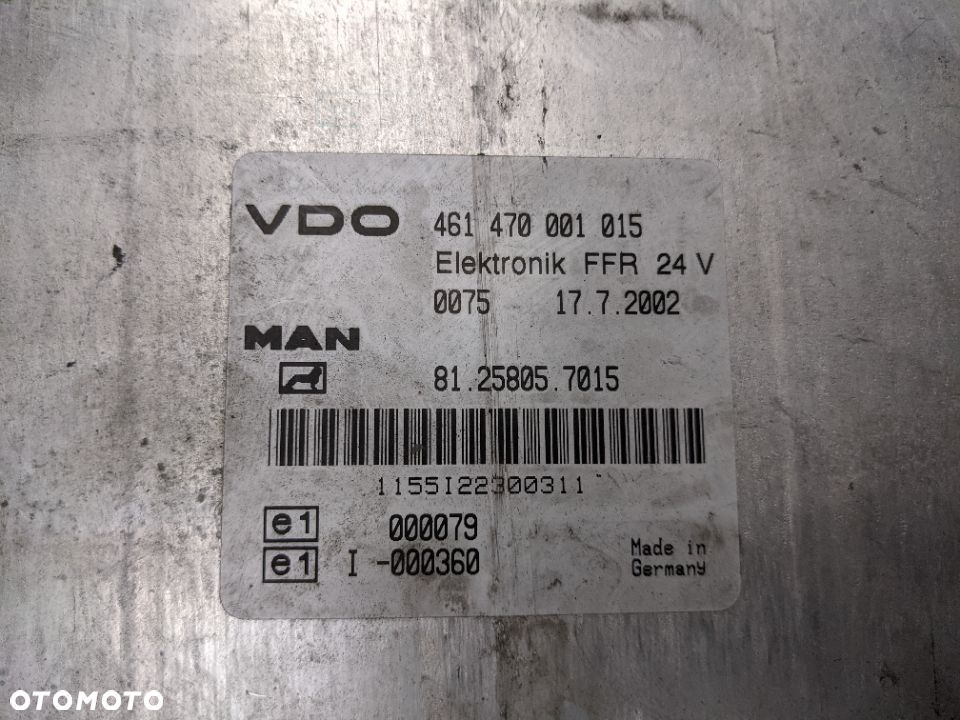 VDO 461 470 001 015
Elektronik FFR 24 V
0075 17.7.2002
MAN
81.25805.7015
1155I22300311
e1 000079
e1 I -000360
Made in
Germany
OTOMOTO